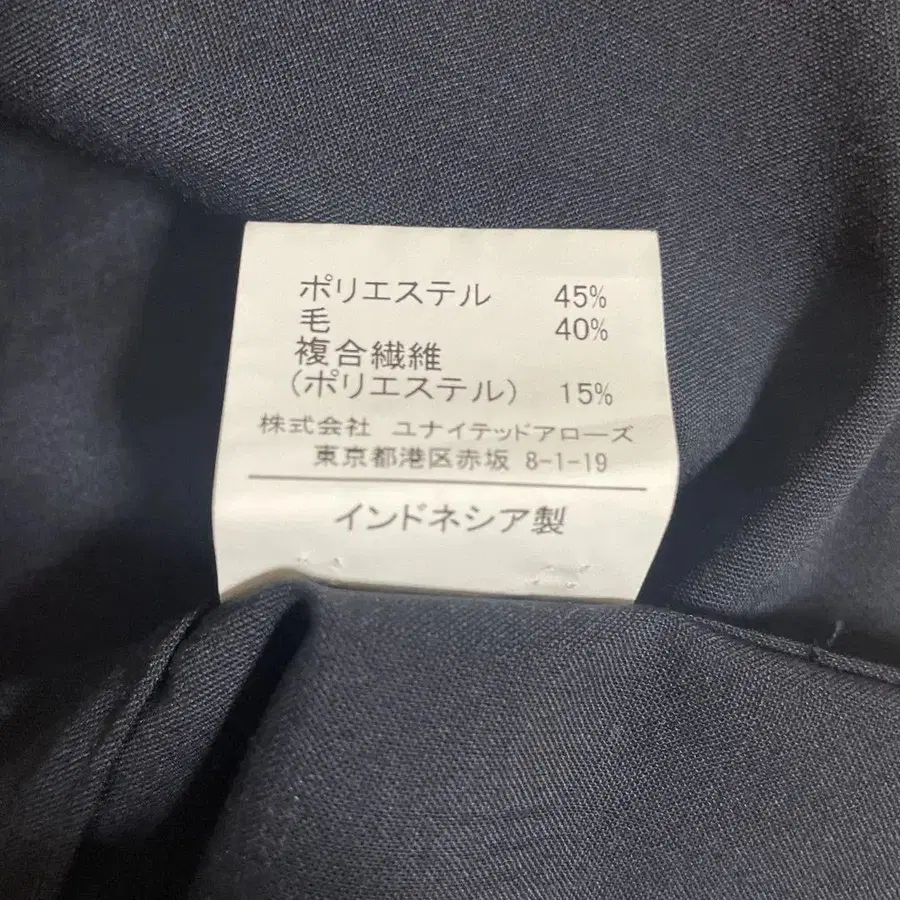 ポリエステル 45%
毛 40%
複合繊維
(ポリエステル) 15%
株式会社 ユナイテッドアローズ
東京都港区赤坂 8-1-19
インドネシア製